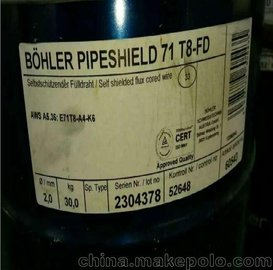 BÖHLER PIPESHIELD 71 T8-FD
Selbstschützender Fülldraht / Self shielded flux cored wire
33
AWS A5.36: E71T8-A4-K6
CERT
Ø / mm kg Sp. Type Serien Nr. / lot no Kontroll Nr. / control no
2,0 30,0 2304378 52648
60542
china.makepolo.com